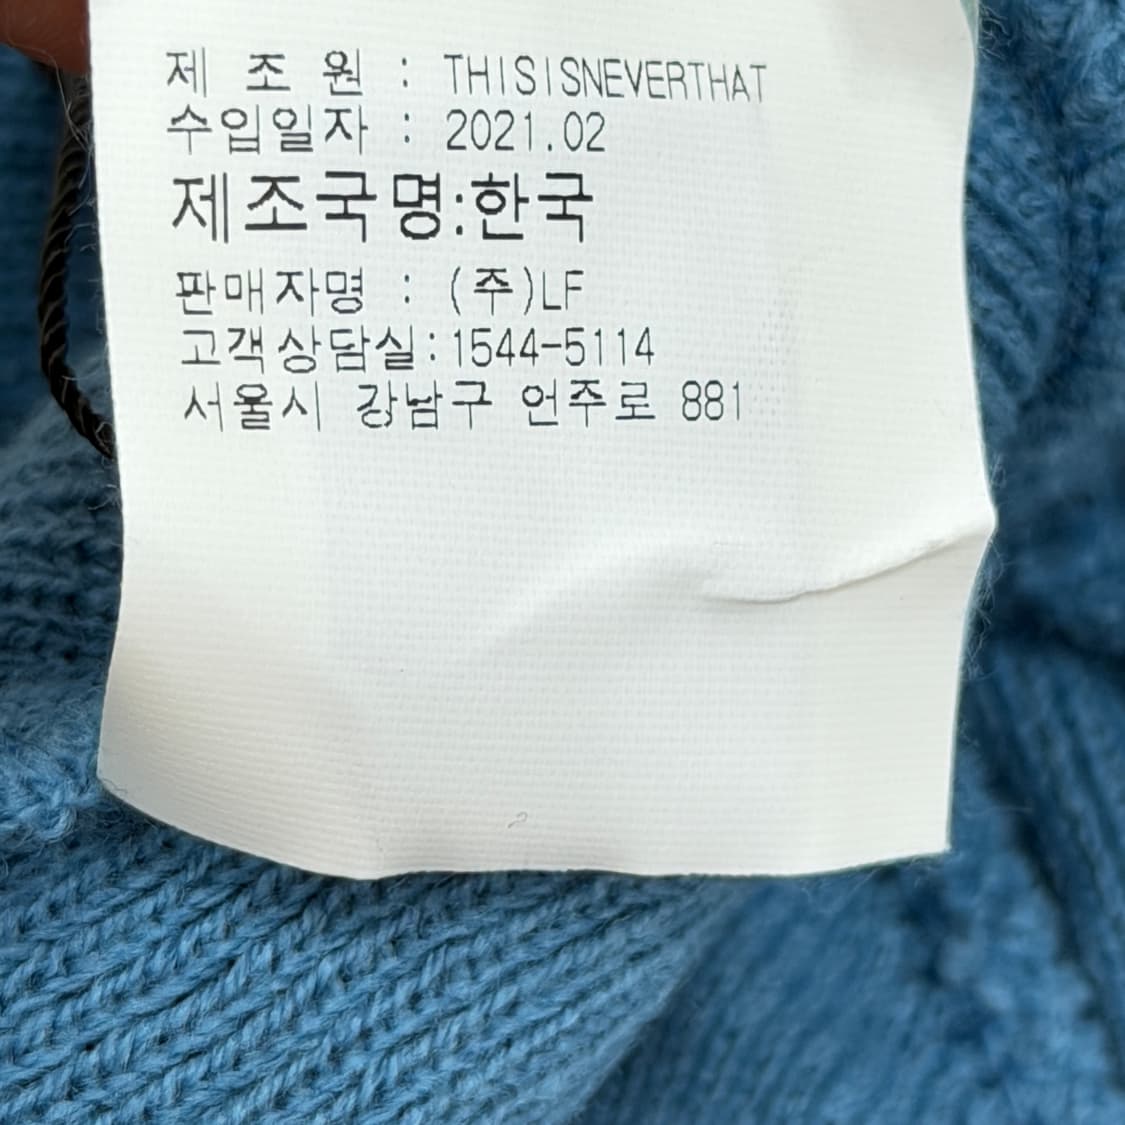 제 조 원 : THISISNEVERTHAT
수입일자 : 2021.02
제조국명:한국
판매자명 : (주)LF
고객상담실:1544-5114
서울시 강남구 언주로 881